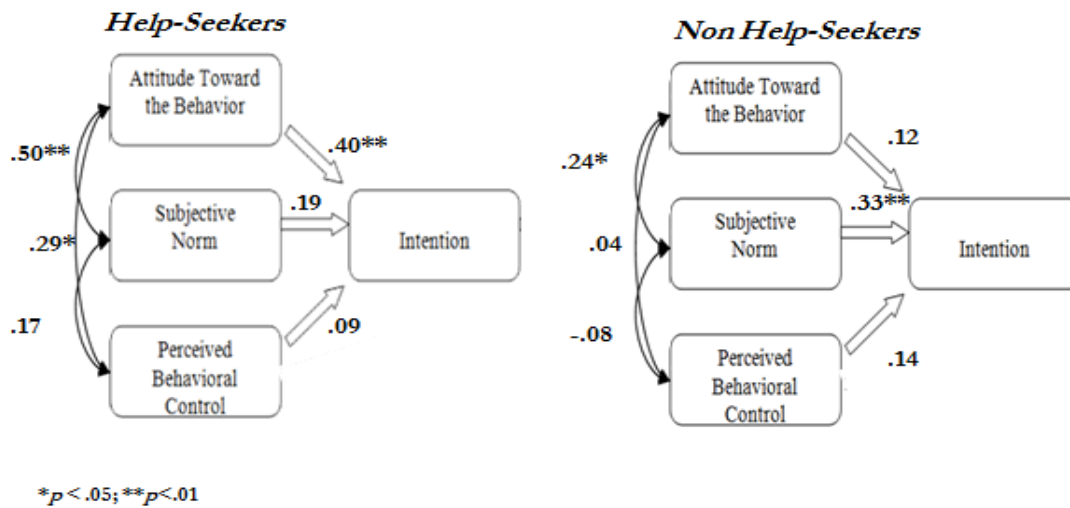 Help-Seekers
Attitude Toward
the Behavior
.50**
.40**
.19
Subjective
Norm
.29*
Intention
.17
.09
Perceived
Behavioral
Control
Non Help-Seekers
Attitude Toward
the Behavior
.12
.24*
.33**
Subjective
Norm
.04
Intention
-.08
Perceived
Behavioral
Control
.14
*p < .05; **p<.01